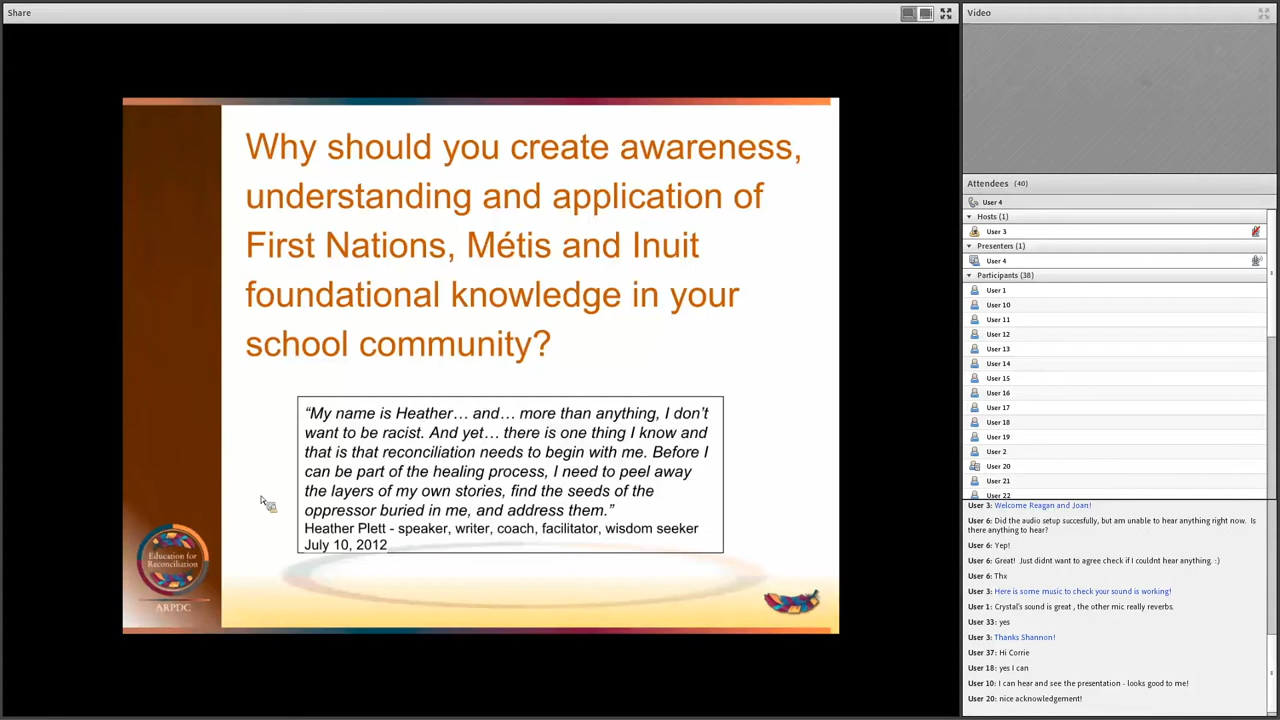 Share
Why should you create awareness,
understanding and application of
First Nations, Métis and Inuit
foundational knowledge in your
school community?
“My name is Heather… and… more than anything, I don’t
want to be racist. And yet… there is one thing I know and
that is that reconciliation needs to begin with me. Before I
can be part of the healing process, I need to peel away
the layers of my own stories, find the seeds of the
oppressor buried in me, and address them.”
Heather Plett - speaker, writer, coach, facilitator, wisdom seeker
July 10, 2012
Education for
Reconciliation
ARPDC
Video
Attendees (40)
User 4
Hosts (1)
User 3
Presenters (1)
User 4
Participants (38)
User 1
User 10
User 11
User 12
User 13
User 14
User 15
User 16
User 17
User 18
User 19
User 2
User 20
User 21
User 22
User 3: Welcome Reagan and Joan!
User 6: Did the audio setup succesfully, but am unable to hear anything right now. Is
there anything to hear?
User 6: Yep!
User 6: Great! Just didnt want to agree check if I couldnt hear anything. :)
User 6: Thx
User 3: Here is some music to check your sound is working!
User 1: Crystal's sound is great , the other mic really reverbs.
User 33: yes
User 3: Thanks Shannon!
User 37: Hi Corrie
User 18: yes I can
User 10: I can hear and see the presentation - looks good to me!
User 20: nice acknowledgement!